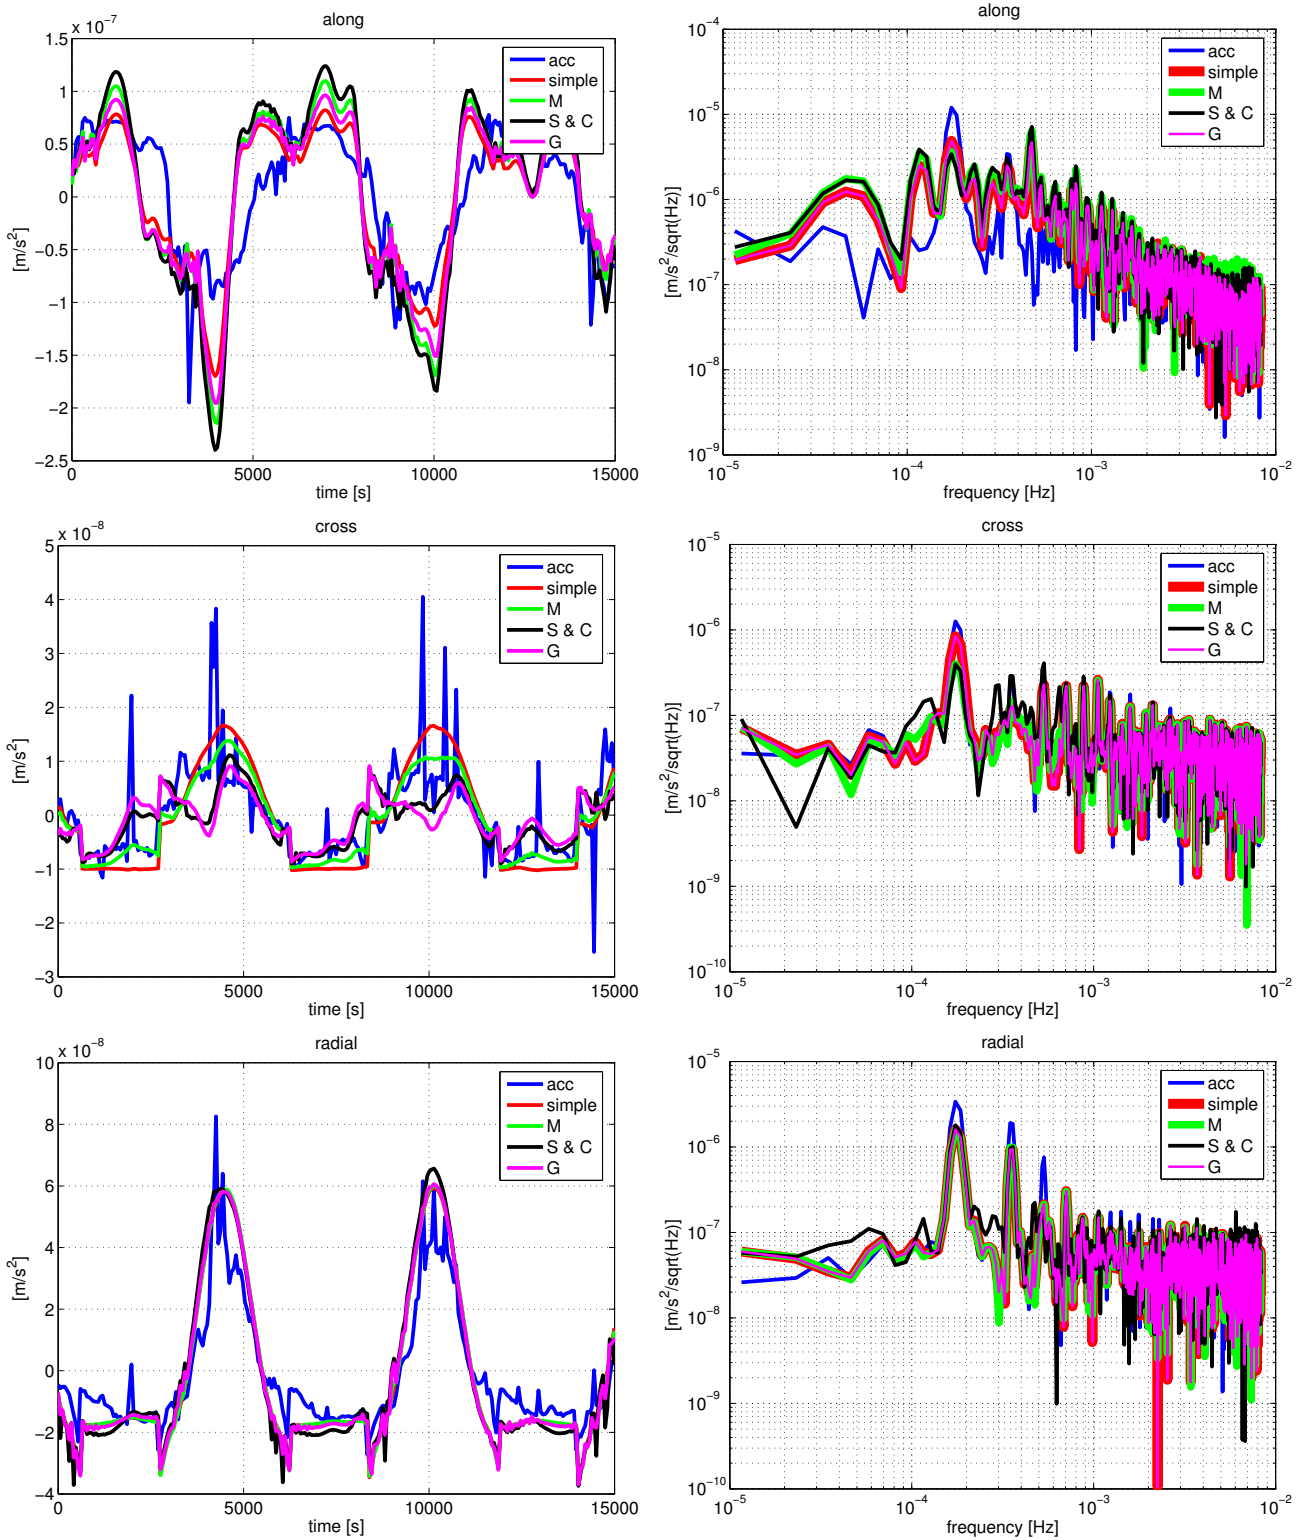 along
x 10^-7
1.5
1
0.5
0
−0.5
−1
−1.5
−2
−2.5
[m/s^2]
0
5000
10000
15000
time [s]
acc
simple
M
S & C
G
along
10^-4
10^-5
10^-6
10^-7
10^-8
10^-9
[m/s^2/sqrt(Hz)]
10^-5
10^-4
10^-3
10^-2
frequency [Hz]
acc
simple
M
S & C
G
cross
x 10^-8
5
4
3
2
1
0
−1
−2
−3
[m/s^2]
0
5000
10000
15000
time [s]
acc
simple
M
S & C
G
cross
10^-5
10^-6
10^-7
10^-8
10^-9
10^-10
[m/s^2/sqrt(Hz)]
10^-5
10^-4
10^-3
10^-2
frequency [Hz]
acc
simple
M
S & C
G
radial
x 10^-8
10
8
6
4
2
0
−2
−4
[m/s^2]
0
5000
10000
15000
time [s]
acc
simple
M
S & C
G
radial
10^-5
10^-6
10^-7
10^-8
10^-9
10^-10
[m/s^2/sqrt(Hz)]
10^-5
10^-4
10^-3
10^-2
frequency [Hz]
acc
simple
M
S & C
G